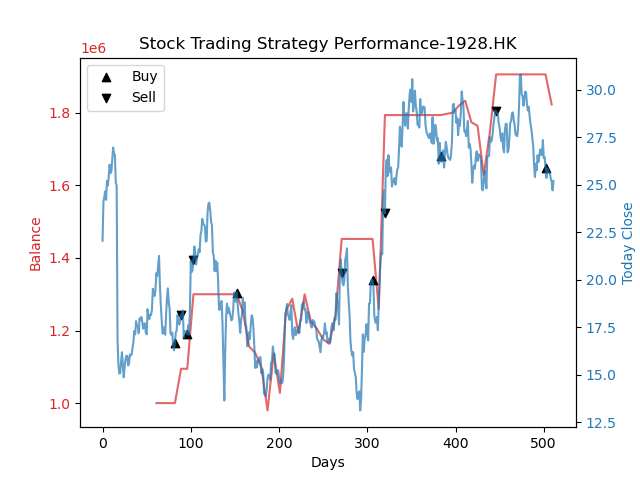 Stock Trading Strategy Performance-1928.HK
1e6
Buy
Sell
1.8
1.6
1.4
1.2
1.0
Balance
30.0
27.5
25.0
22.5
20.0
17.5
15.0
12.5
Today Close
0 100 200 300 400 500
Days